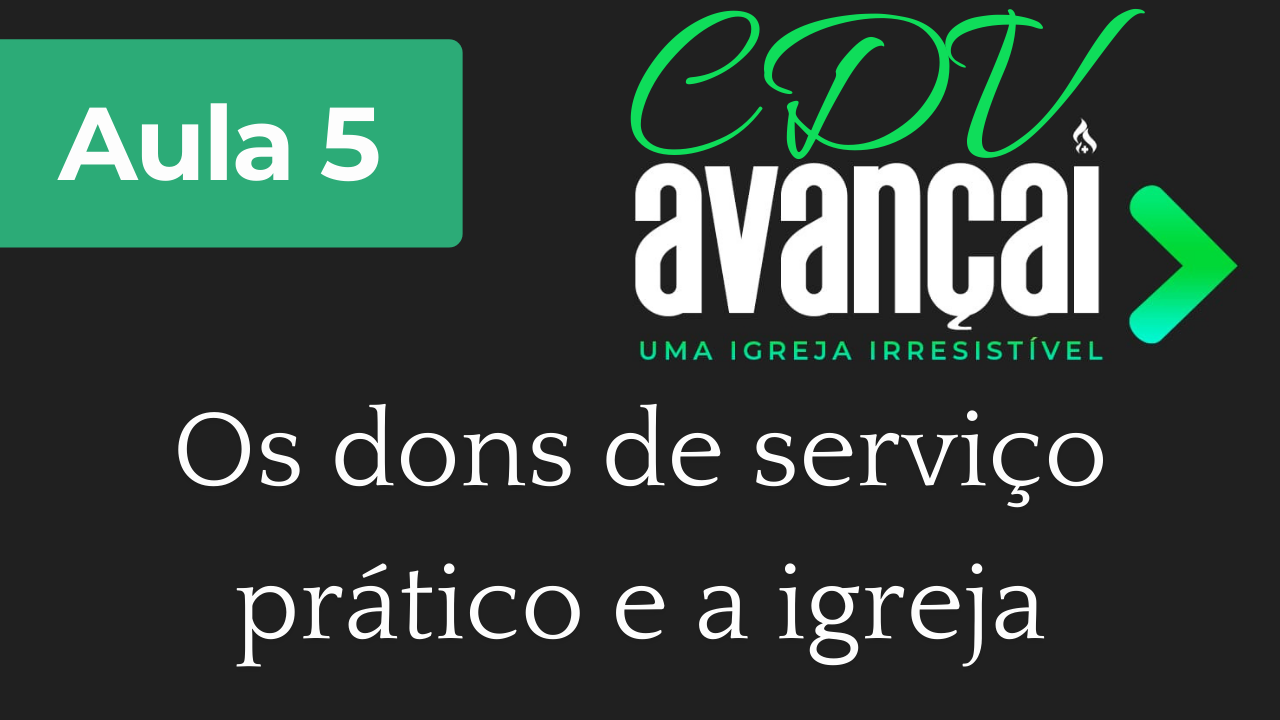 Aula 5
CDV
avançai
UMA IGREJA IRRESISTÍVEL
Os dons de serviço
prático e a igreja